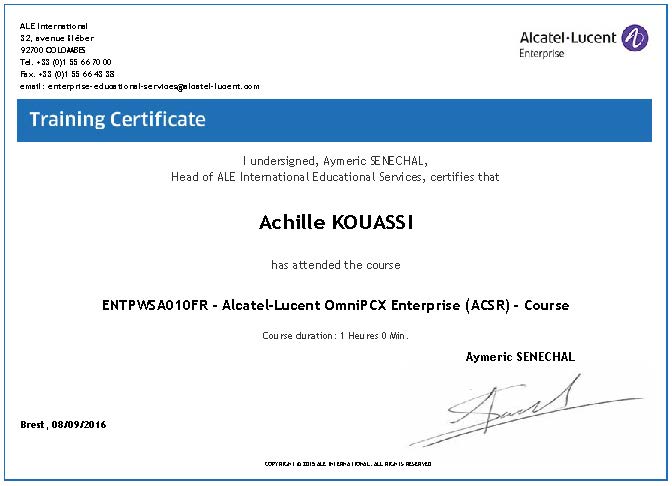 ALE International
32, avenue Kléber
92700 COLOMBES
Tel. +33 (0)1 55 66 70 00
Fax. +33 (0)1 55 66 43 38
email: enterprise-educational-services@alcatel-lucent.com
Alcatel·Lucent
Enterprise
Training Certificate
I undersigned, Aymeric SENECHAL,
Head of ALE International Educational Services, certifies that
Achille KOUASSI
has attended the course
ENTPWSA010FR - Alcatel-Lucent OmniPCX Enterprise (ACSR) - Course
Course duration: 1 Heures 0 Min.
Aymeric SENECHAL
Brest, 08/09/2016
COPYRIGHT © 2015 ALE INTERNATIONAL. ALL RIGHTS RESERVED